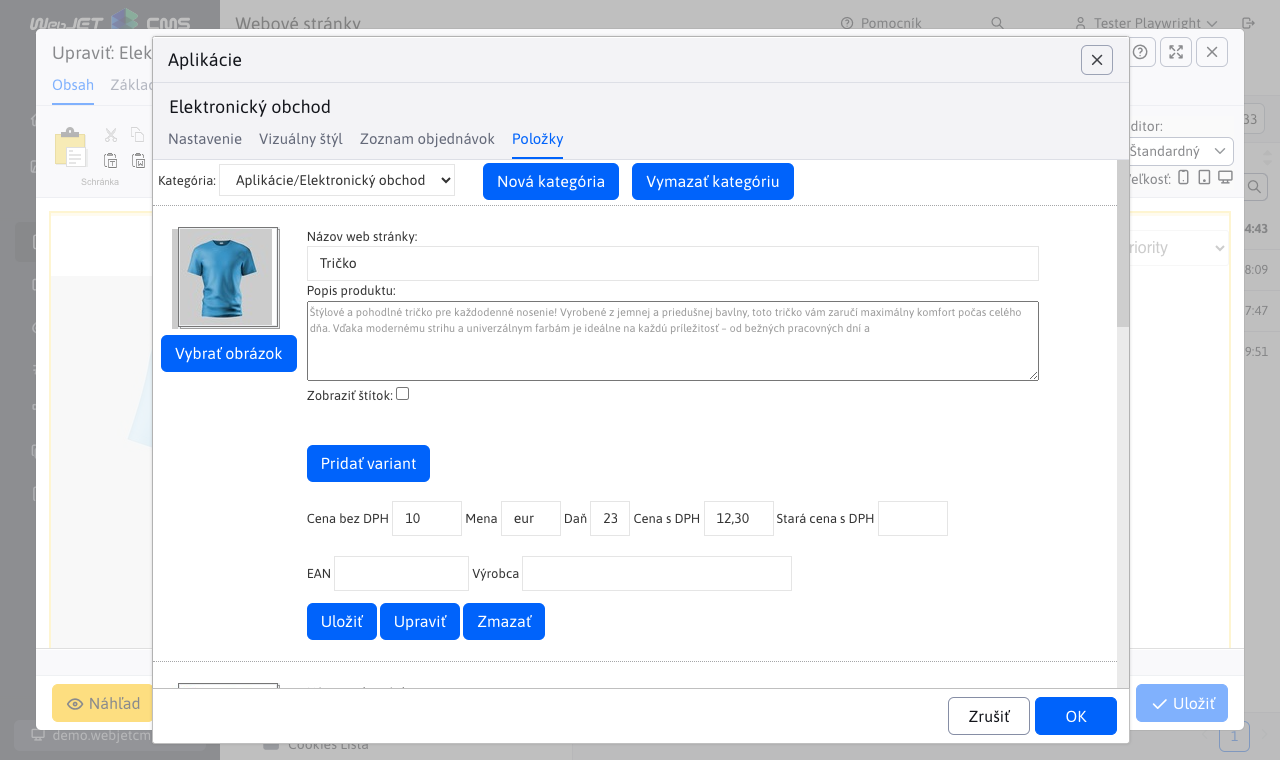 WebJET CMS
Webové stránky
Pomocník
Tester Playwright
Upraviť: Elek
Aplikácie
Obsah
Základ
Elektronický obchod
Nastavenie
Vizuálny štýl
Zoznam objednávok
Položky
ditor:
Štandardný
33
eľkosť:
Schránka
Kategória:
Aplikácie/Elektronický obchod
Nová kategória
Vymazať kategóriu
4:43
riority
8:09
7:47
9:51
Názov web stránky:
Tričko
Popis produktu:
Štýlové a pohodlné tričko pre každodenné nosenie! Vyrobené z jemnej a priedušnej bavlny, toto tričko vám zaručí maximálny komfort počas celého
dňa. Vďaka modernému strihu a univerzálnym farbám je ideálne na každú príležitosť – od bežných pracovných dní a
Vybrať obrázok
Zobraziť štítok:
Pridať variant
Cena bez DPH 10 Mena eur Daň 23 Cena s DPH 12,30 Stará cena s DPH
EAN Výrobca
Uložiť
Upraviť
Zmazať
Náhľad
Zrušiť
OK
Uložiť
demo.webjetcm
Cookies Lišta
1